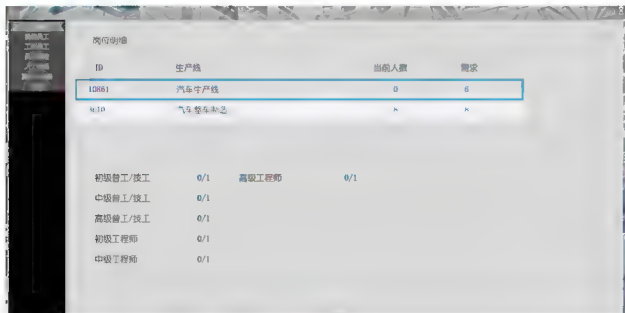 岗位明细
ID 生产线 当前人数 需求
10861 汽车生产线 0 6
初级普工/技工 0/1 高级工程师 0/1
中级普工/技工 0/1
高级普工/技工 0/1
初级工程师 0/1
中级工程师 0/1